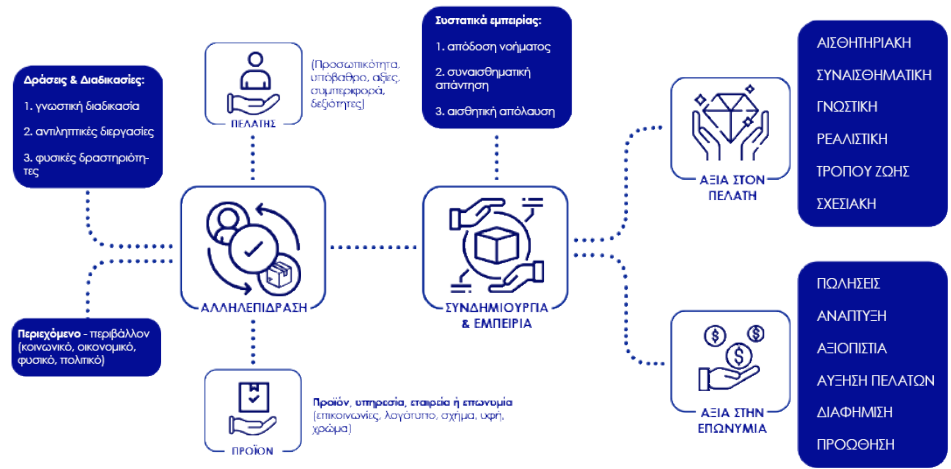 Δράσεις & Διαδικασίες:
1. γνωστική διαδικασία
2. αντιληπτικές διεργασίες
3. φυσικές δραστηριότη-
τες
(Προσωπικότητα,
υπόβαθρο, αξίες,
συμπεριφορά,
δεξιότητες)
ΠΕΛΑΤΗΣ
Συστατικά εμπειρίας:
1. απόδοση νοήματος
2. συναισθηματική
απάντηση
3. αισθητική απόλαυση
ΑΞΙΑ ΣΤΟΝ
ΠΕΛΑΤΗ
ΑΙΣΘΗΤΗΡΙΑΚΗ
ΣΥΝΑΙΣΘΗΜΑΤΙΚΗ
ΓΝΩΣΤΙΚΗ
ΡΕΑΛΙΣΤΙΚΗ
ΤΡΟΠΟΥ ΖΩΗΣ
ΣΧΕΣΙΑΚΗ
ΑΛΛΗΛΕΠΙΔΡΑΣΗ
ΣΥΝΔΗΜΙΟΥΡΓΙΑ
& ΕΜΠΕΙΡΙΑ
Περιεχόμενο - περιβάλλον
(κοινωνικό, οικονομικό,
φυσικό, πολιτικό)
Προϊόν, υπηρεσία, εταιρεία ή επωνυμία
(επικοινωνίες, λογότυπο, σχήμα, υφή,
χρώμα)
ΠΡΟΪΟΝ
ΑΞΙΑ ΣΤΗΝ
ΕΠΩΝΥΜΙΑ
ΠΩΛΗΣΕΙΣ
ΑΝΑΠΤΥΞΗ
ΑΞΙΟΠΙΣΤΙΑ
ΑΥΞΗΣΗ ΠΕΛΑΤΩΝ
ΔΙΑΦΗΜΙΣΗ
ΠΡΟΩΘΗΣΗ